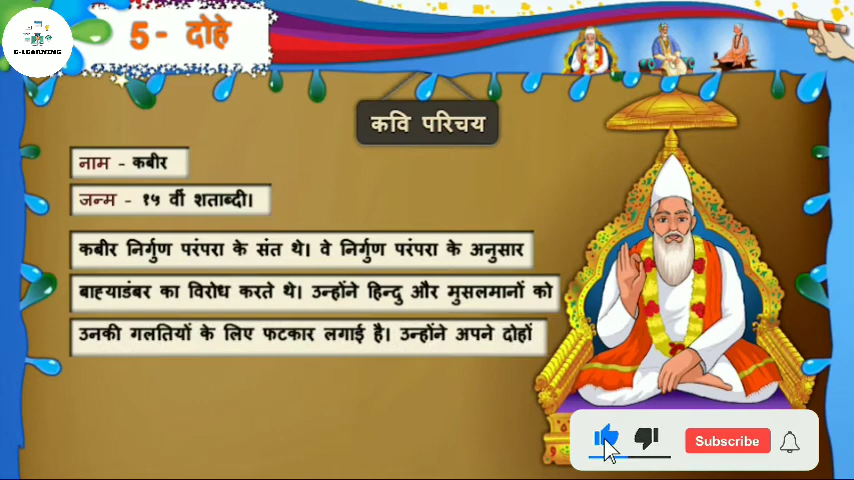 E-LEARNING
5- दोहे
कवि परिचय
नाम - कबीर
जन्म - १५ वीं शताब्दी।
कबीर निर्गुण परंपरा के संत थे। वे निर्गुण परंपरा के अनुसार
बाह्याडंबर का विरोध करते थे। उन्होंने हिन्दु और मुसलमानों को
उनकी गलतियों के लिए फटकार लगाई है। उन्होंने अपने दोहों
Subscribe